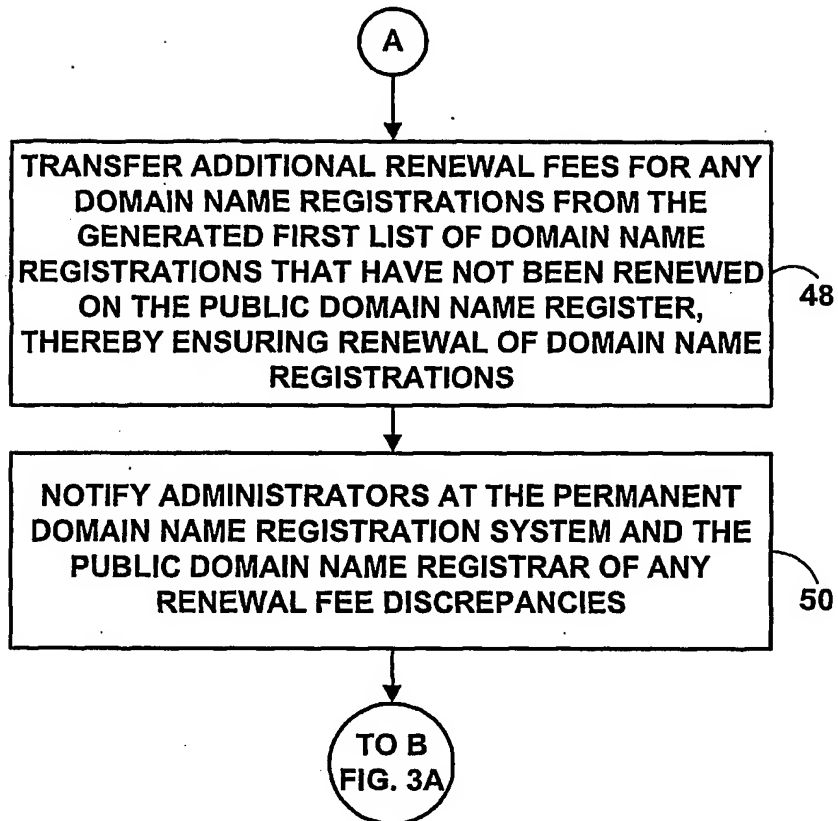 A
TRANSFER ADDITIONAL RENEWAL FEES FOR ANY
DOMAIN NAME REGISTRATIONS FROM THE
GENERATED FIRST LIST OF DOMAIN NAME
REGISTRATIONS THAT HAVE NOT BEEN RENEWED
ON THE PUBLIC DOMAIN NAME REGISTER,
THEREBY ENSURING RENEWAL OF DOMAIN NAME
REGISTRATIONS
48
NOTIFY ADMINISTRATORS AT THE PERMANENT
DOMAIN NAME REGISTRATION SYSTEM AND THE
PUBLIC DOMAIN NAME REGISTRAR OF ANY
RENEWAL FEE DISCREPANCIES
50
TO B
FIG. 3A